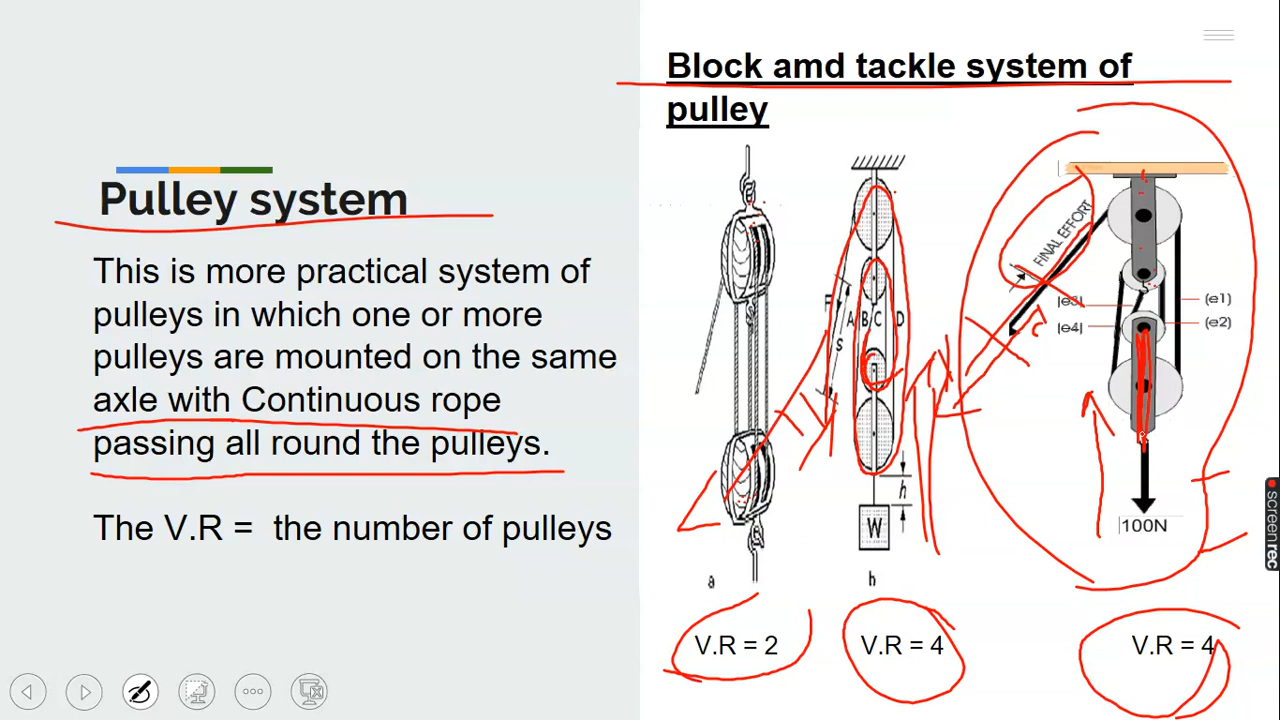 Pulley system
This is more practical system of
pulleys in which one or more
pulleys are mounted on the same
axle with Continuous rope
passing all round the pulleys.
The V.R = the number of pulleys
Block amd tackle system of
pulley
FINAL EFFORT
F
A B C D
S
(e3) (e1)
(e4) (e2)
h
W
100N
a
b
V.R = 2
V.R = 4
V.R = 4
screenrec